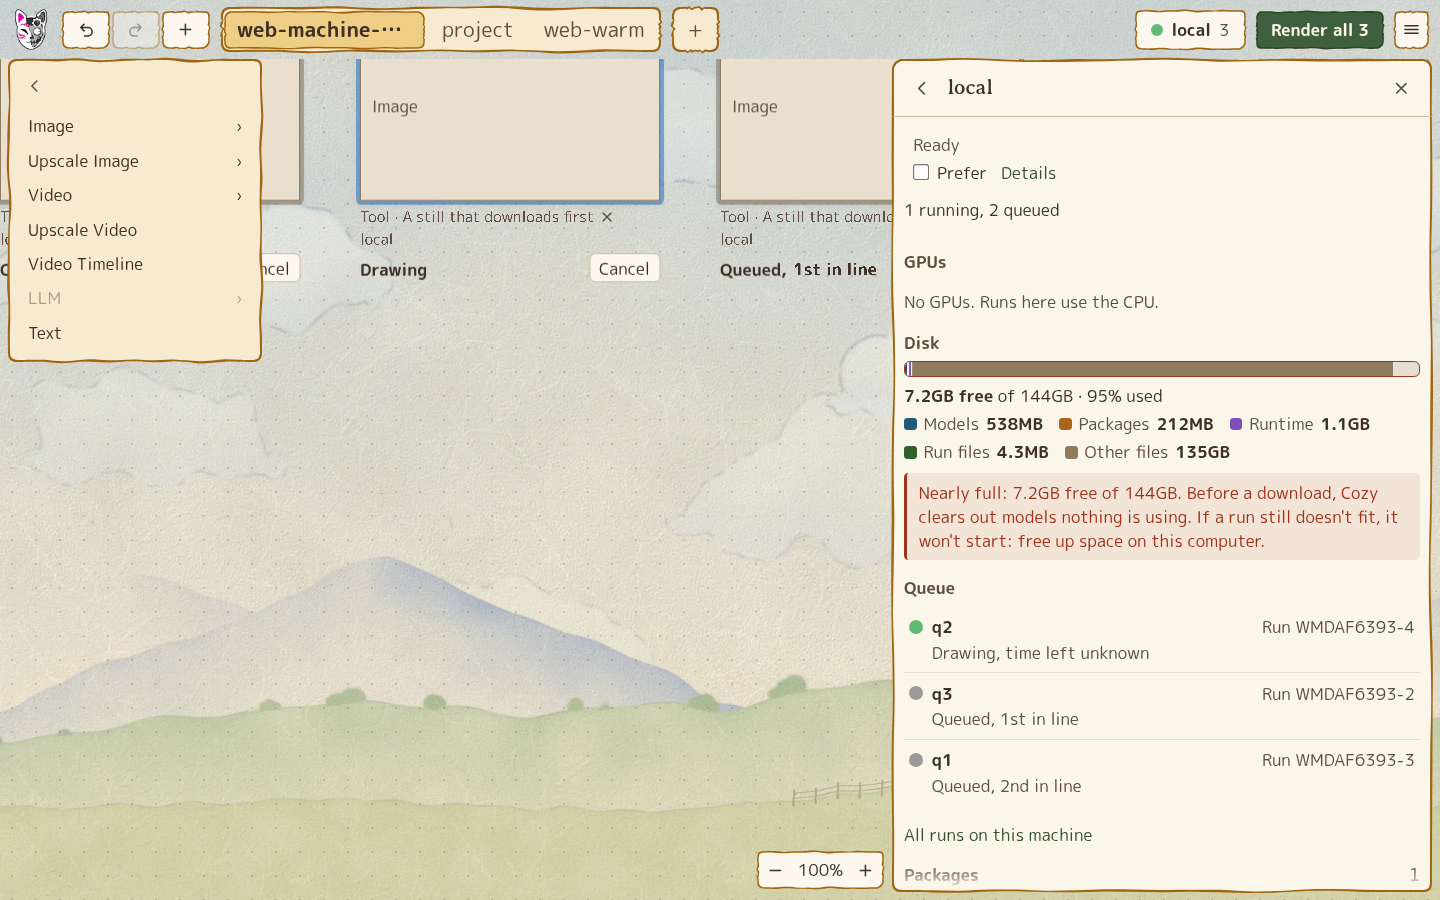 web-machine-···
project
web-warm
local 3
Render all 3
Image
Upscale Image
Video
Upscale Video
Video Timeline
LLM
Text
Image
Tool · A still that downloads first
local
Drawing
Cancel
Image
local
Queued, 1st in line
local
Ready
Prefer Details
1 running, 2 queued
GPUs
No GPUs. Runs here use the CPU.
Disk
7.2GB free of 144GB · 95% used
Models 538MB Packages 212MB Runtime 1.1GB
Run files 4.3MB Other files 135GB
Nearly full: 7.2GB free of 144GB. Before a download, Cozy
clears out models nothing is using. If a run still doesn't fit, it
won't start: free up space on this computer.
Queue
q2 Run WMDAF6393-4
Drawing, time left unknown
q3 Run WMDAF6393-2
Queued, 1st in line
q1 Run WMDAF6393-3
Queued, 2nd in line
All runs on this machine
Packages 1
100%